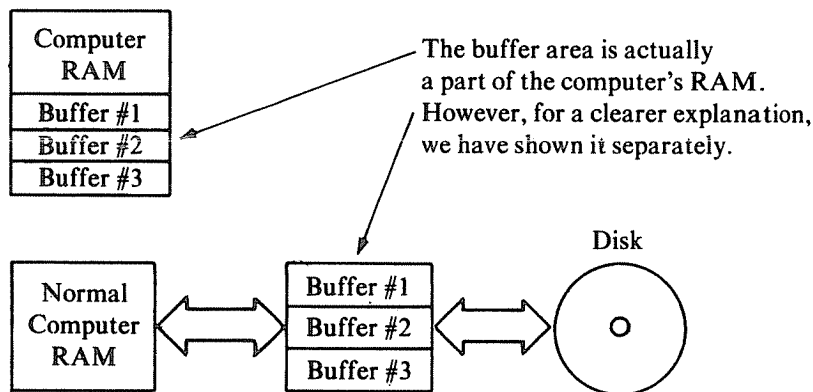 Computer
RAM
Buffer #1
Buffer #2
Buffer #3
The buffer area is actually
a part of the computer's RAM.
However, for a clearer explanation,
we have shown it separately.
Disk
Normal
Computer
RAM
Buffer #1
Buffer #2
Buffer #3